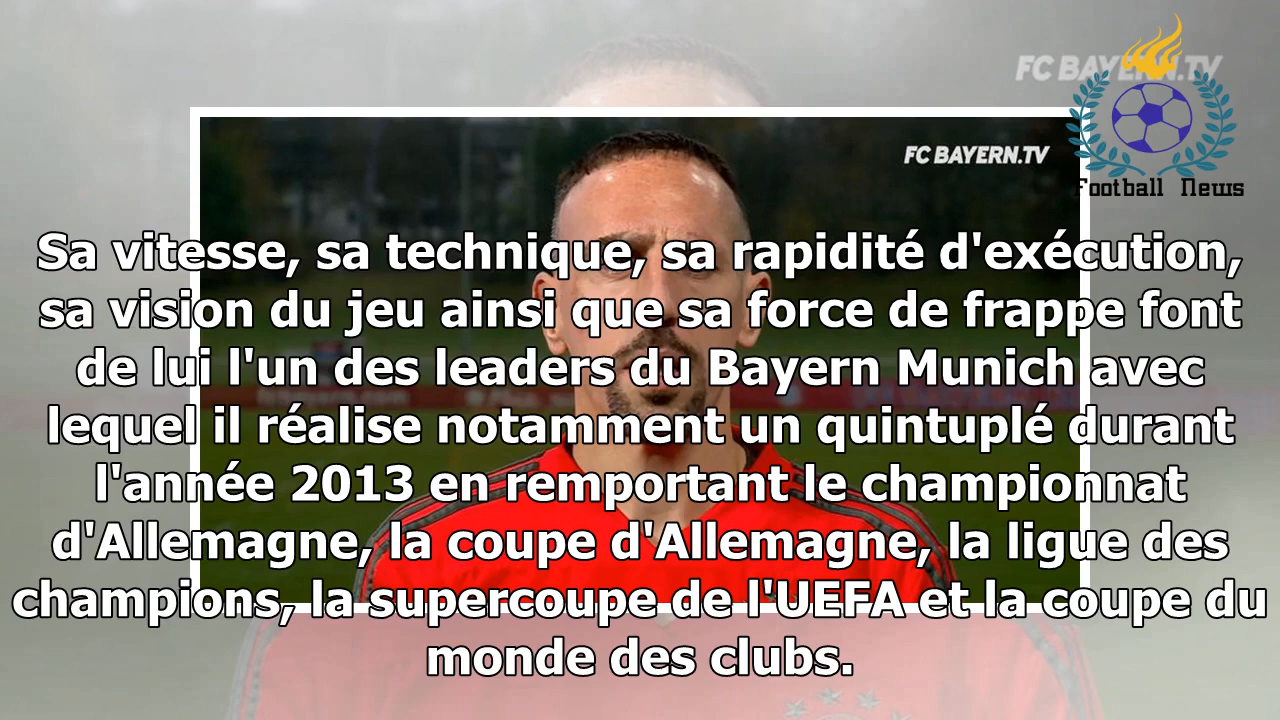 FC BAYERN.TV
FC BAYERN.TV
Football News
Sa vitesse, sa technique, sa rapidité d'exécution,
sa vision du jeu ainsi que sa force de frappe font
de lui l'un des leaders du Bayern Munich avec
lequel il réalise notamment un quintuplé durant
l'année 2013 en remportant le championnat
d'Allemagne, la coupe d'Allemagne, la ligue des
champions, la supercoupe de l'UEFA et la coupe du
monde des clubs.